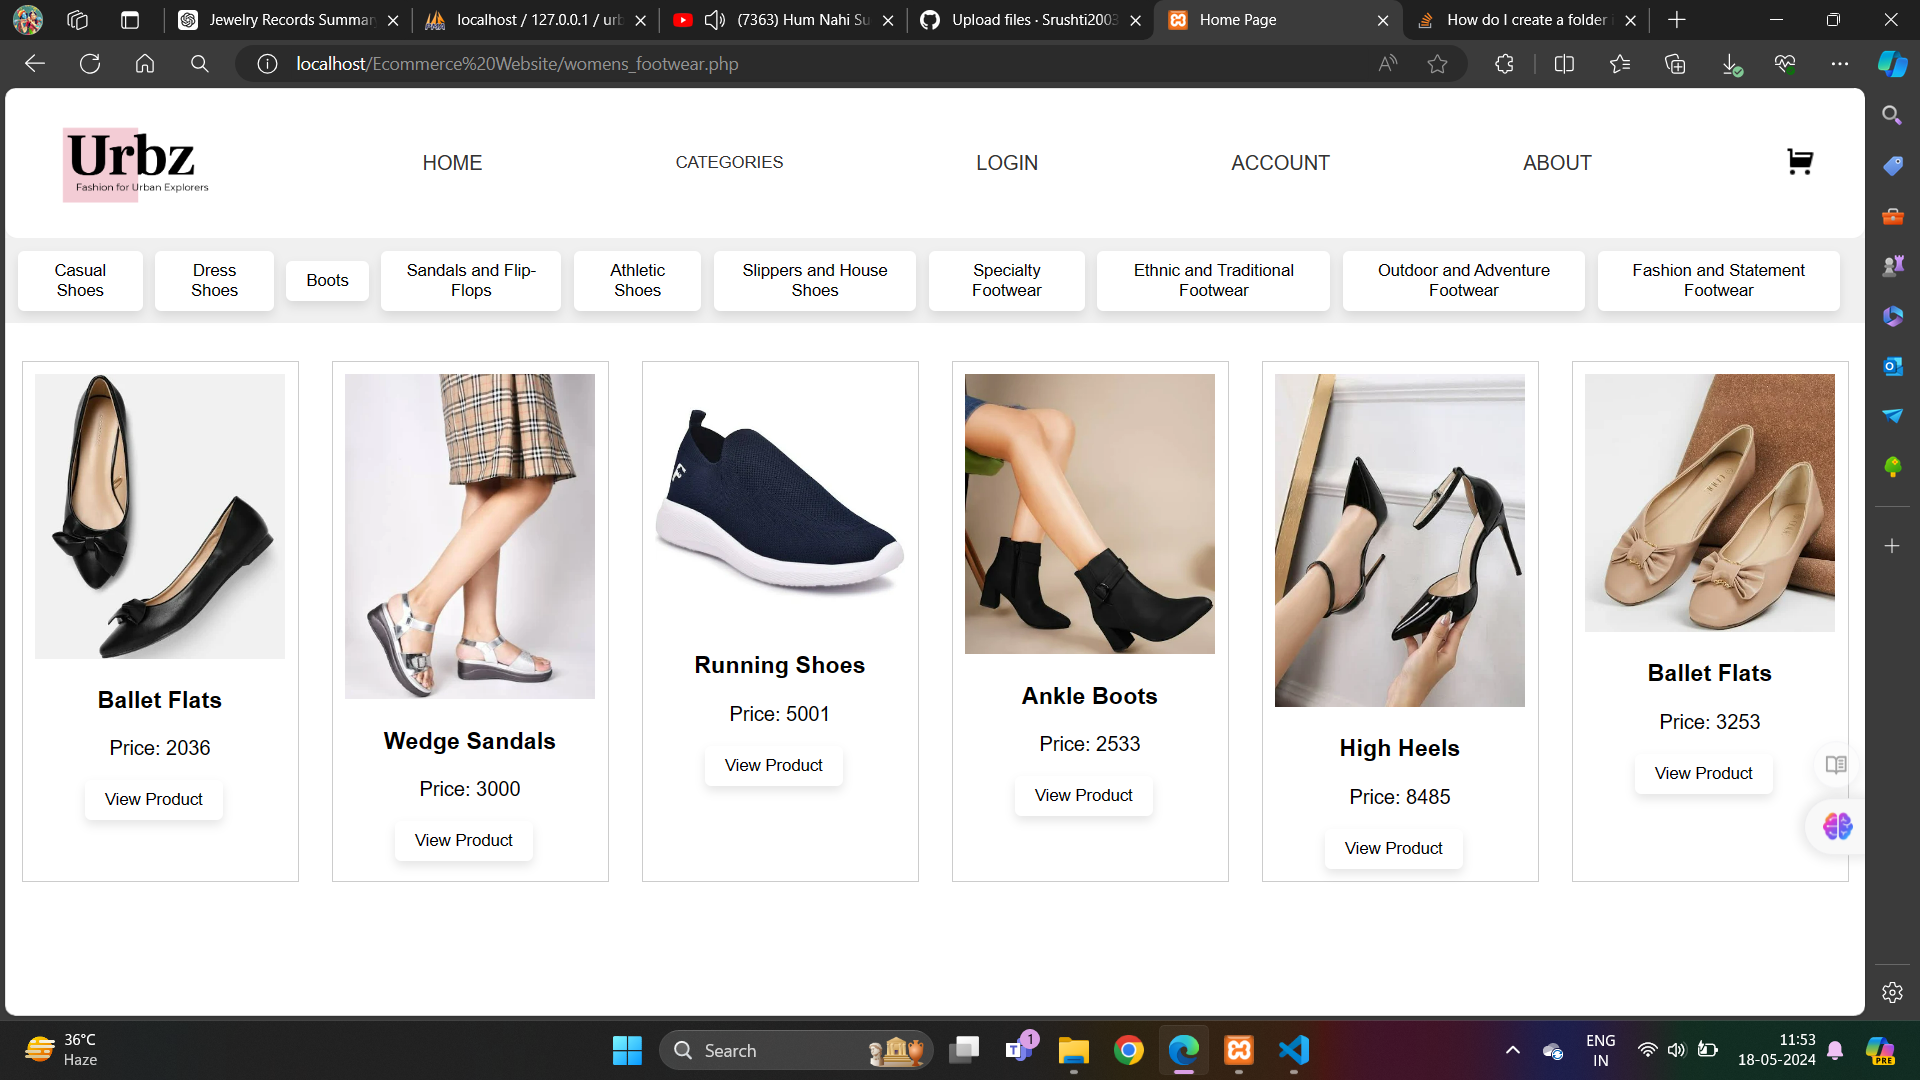 Jewelry Records Summar
localhost / 127.0.0.1 / urb
(7363) Hum Nahi Su
Upload files · Srushti2003
Home Page
How do I create a folder i
localhost/Ecommerce%20Website/womens_footwear.php
Urbz
Fashion for Urban Explorers
HOME
CATEGORIES
LOGIN
ACCOUNT
ABOUT
Casual
Shoes
Dress
Shoes
Boots
Sandals and Flip-
Flops
Athletic
Shoes
Slippers and House
Shoes
Specialty
Footwear
Ethnic and Traditional
Footwear
Outdoor and Adventure
Footwear
Fashion and Statement
Footwear
Ballet Flats
Price: 2036
View Product
Wedge Sandals
Price: 3000
View Product
Running Shoes
Price: 5001
View Product
Ankle Boots
Price: 2533
View Product
High Heels
Price: 8485
View Product
Ballet Flats
Price: 3253
View Product
36°C
Haze
Search
1
ENG
IN
11:53
18-05-2024
PRE